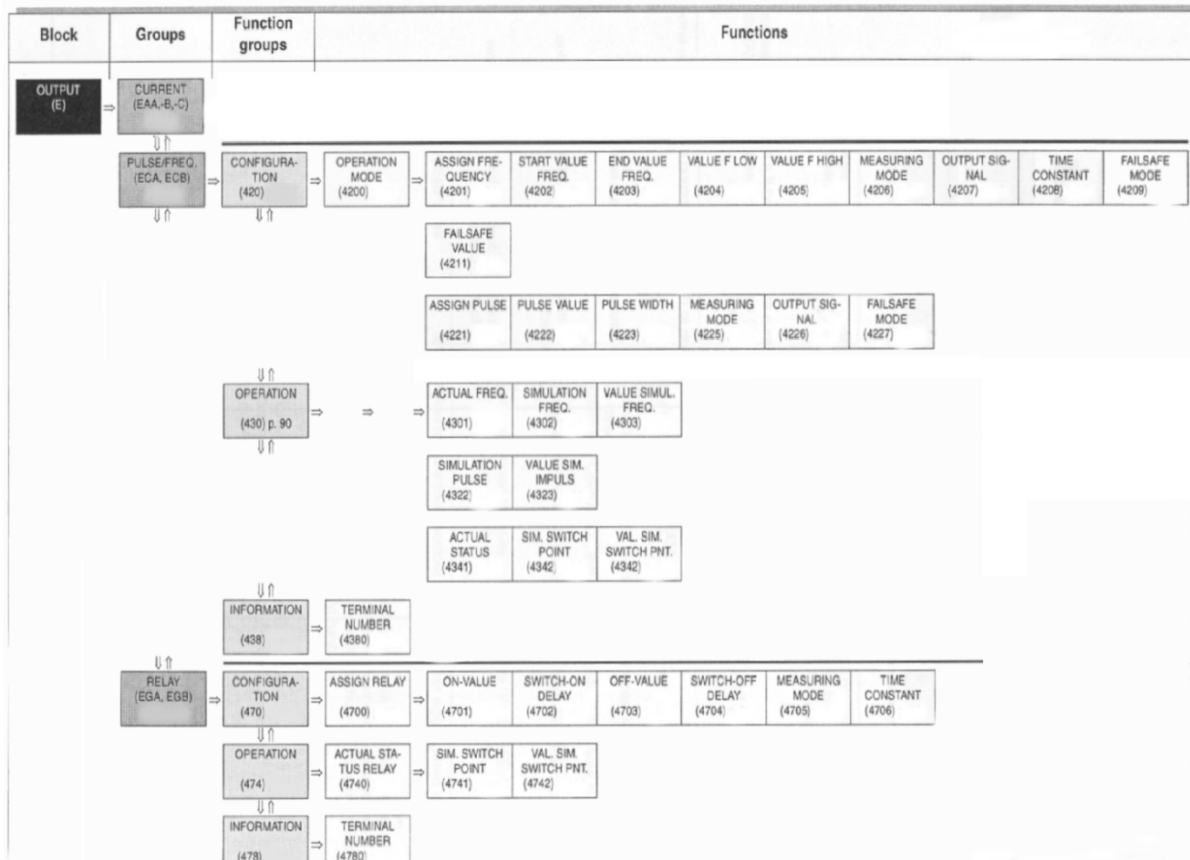 Block Groups Function groups Functions
OUTPUT (E)
CURRENT (EAA,-B,-C)
PULSE/FREQ. (ECA, ECB)
CONFIGURA-
TION
(420)
OPERATION
MODE
(4200)
ASSIGN FRE-
QUENCY
(4201)
START VALUE
FREQ.
(4202)
END VALUE
FREQ.
(4203)
VALUE F LOW
(4204)
VALUE F HIGH
(4205)
MEASURING
MODE
(4206)
OUTPUT SIG-
NAL
(4207)
TIME
CONSTANT
(4208)
FAILSAFE
MODE
(4209)
FAILSAFE
VALUE
(4211)
ASSIGN PULSE
(4221)
PULSE VALUE
(4222)
PULSE WIDTH
(4223)
MEASURING
MODE
(4225)
OUTPUT SIG-
NAL
(4226)
FAILSAFE
MODE
(4227)
OPERATION
(430) p. 90
ACTUAL FREQ.
(4301)
SIMULATION
FREQ.
(4302)
VALUE SIMUL.
FREQ.
(4303)
SIMULATION
PULSE
(4322)
VALUE SIM.
IMPULS
(4323)
ACTUAL
STATUS
(4341)
SIM. SWITCH
POINT
(4342)
VAL. SIM.
SWITCH PNT.
(4342)
INFORMATION
(438)
TERMINAL
NUMBER
(4380)
RELAY
(EGA, EGB)
CONFIGURA-
TION
(470)
ASSIGN RELAY
(4700)
ON-VALUE
(4701)
SWITCH-ON
DELAY
(4702)
OFF-VALUE
(4703)
SWITCH-OFF
DELAY
(4704)
MEASURING
MODE
(4705)
TIME
CONSTANT
(4706)
OPERATION
(474)
ACTUAL STA-
TUS RELAY
(4740)
SIM. SWITCH
POINT
(4741)
VAL. SIM.
SWITCH PNT.
(4742)
INFORMATION
(478)
TERMINAL
NUMBER
(4780)